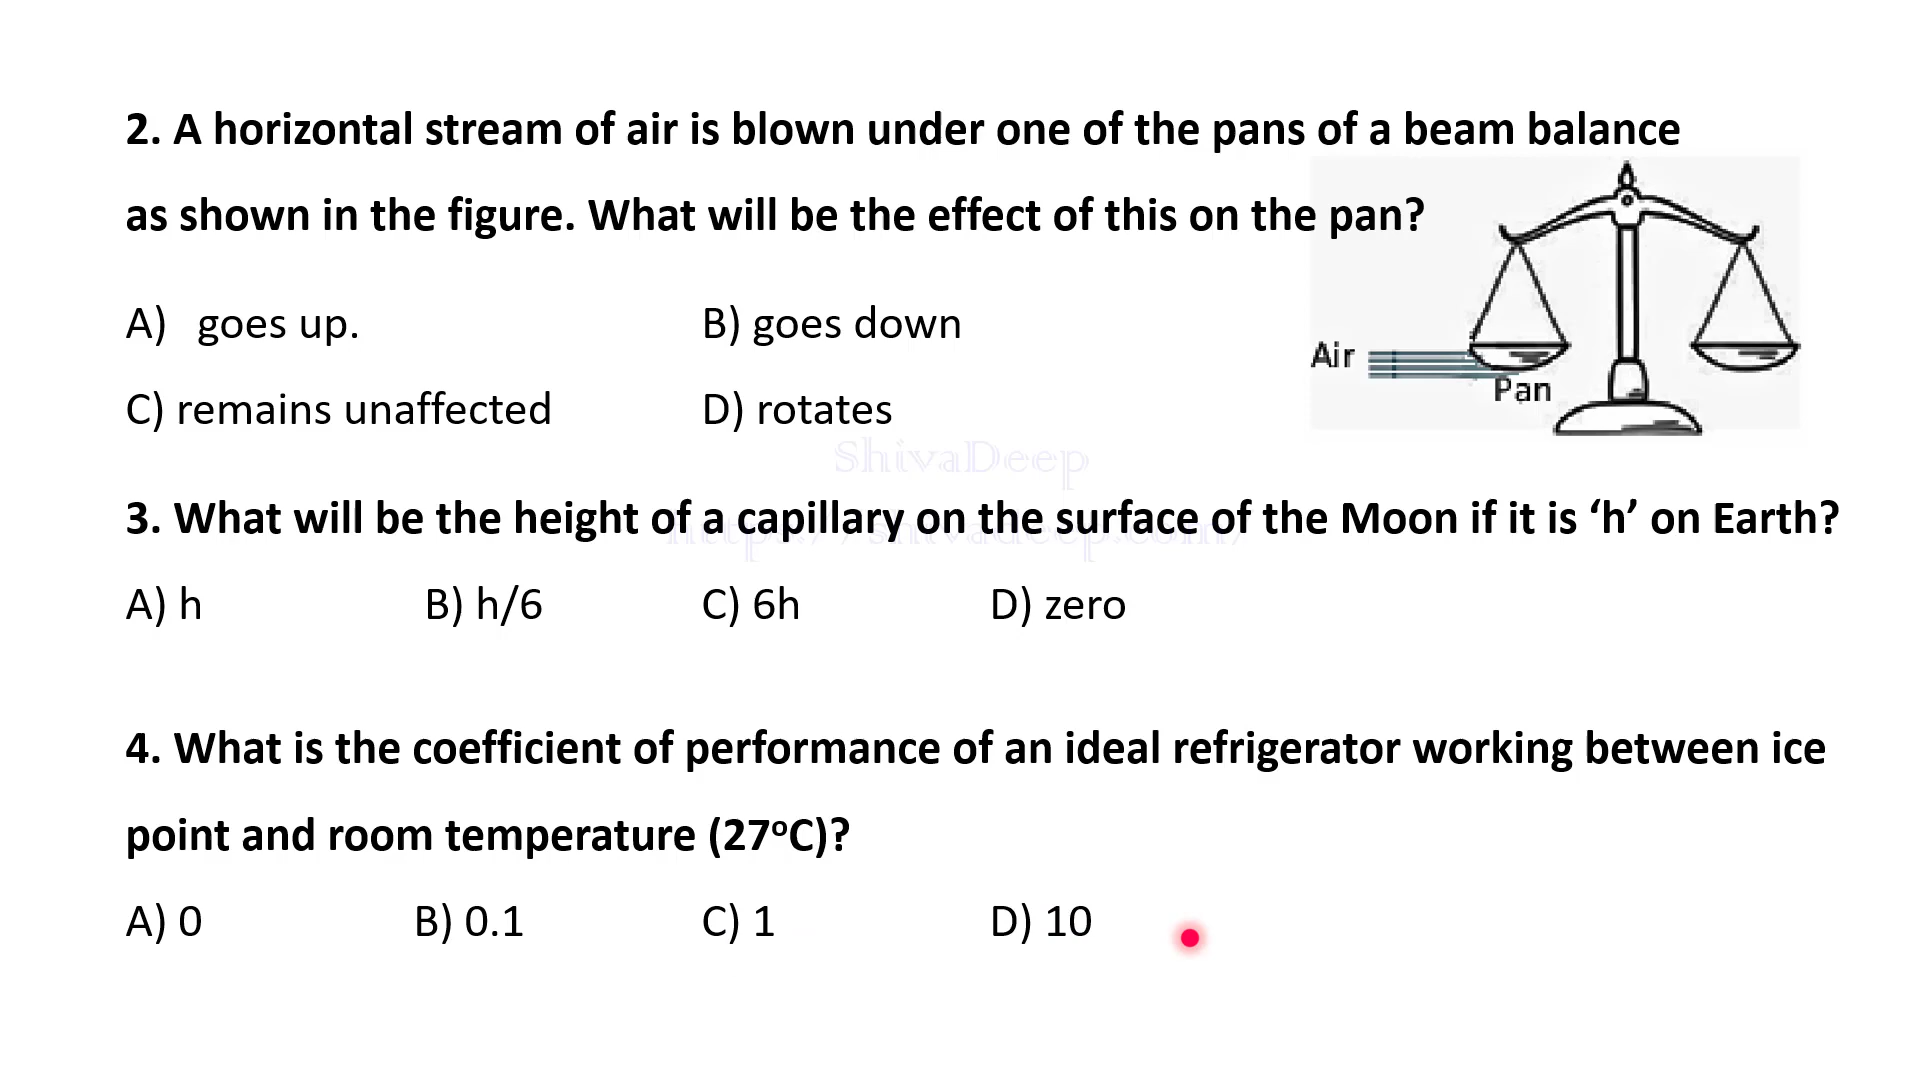 2. A horizontal stream of air is blown under one of the pans of a beam balance
as shown in the figure. What will be the effect of this on the pan?
A) goes up. B) goes down
Air
Pan
C) remains unaffected D) rotates
ShivaDeep
3. What will be the height of a capillary on the surface of the Moon if it is ‘h’ on Earth?
https://shivadeep.com/
A) h B) h/6 C) 6h D) zero
4. What is the coefficient of performance of an ideal refrigerator working between ice
point and room temperature (27ᵒC)?
A) 0 B) 0.1 C) 1 D) 10